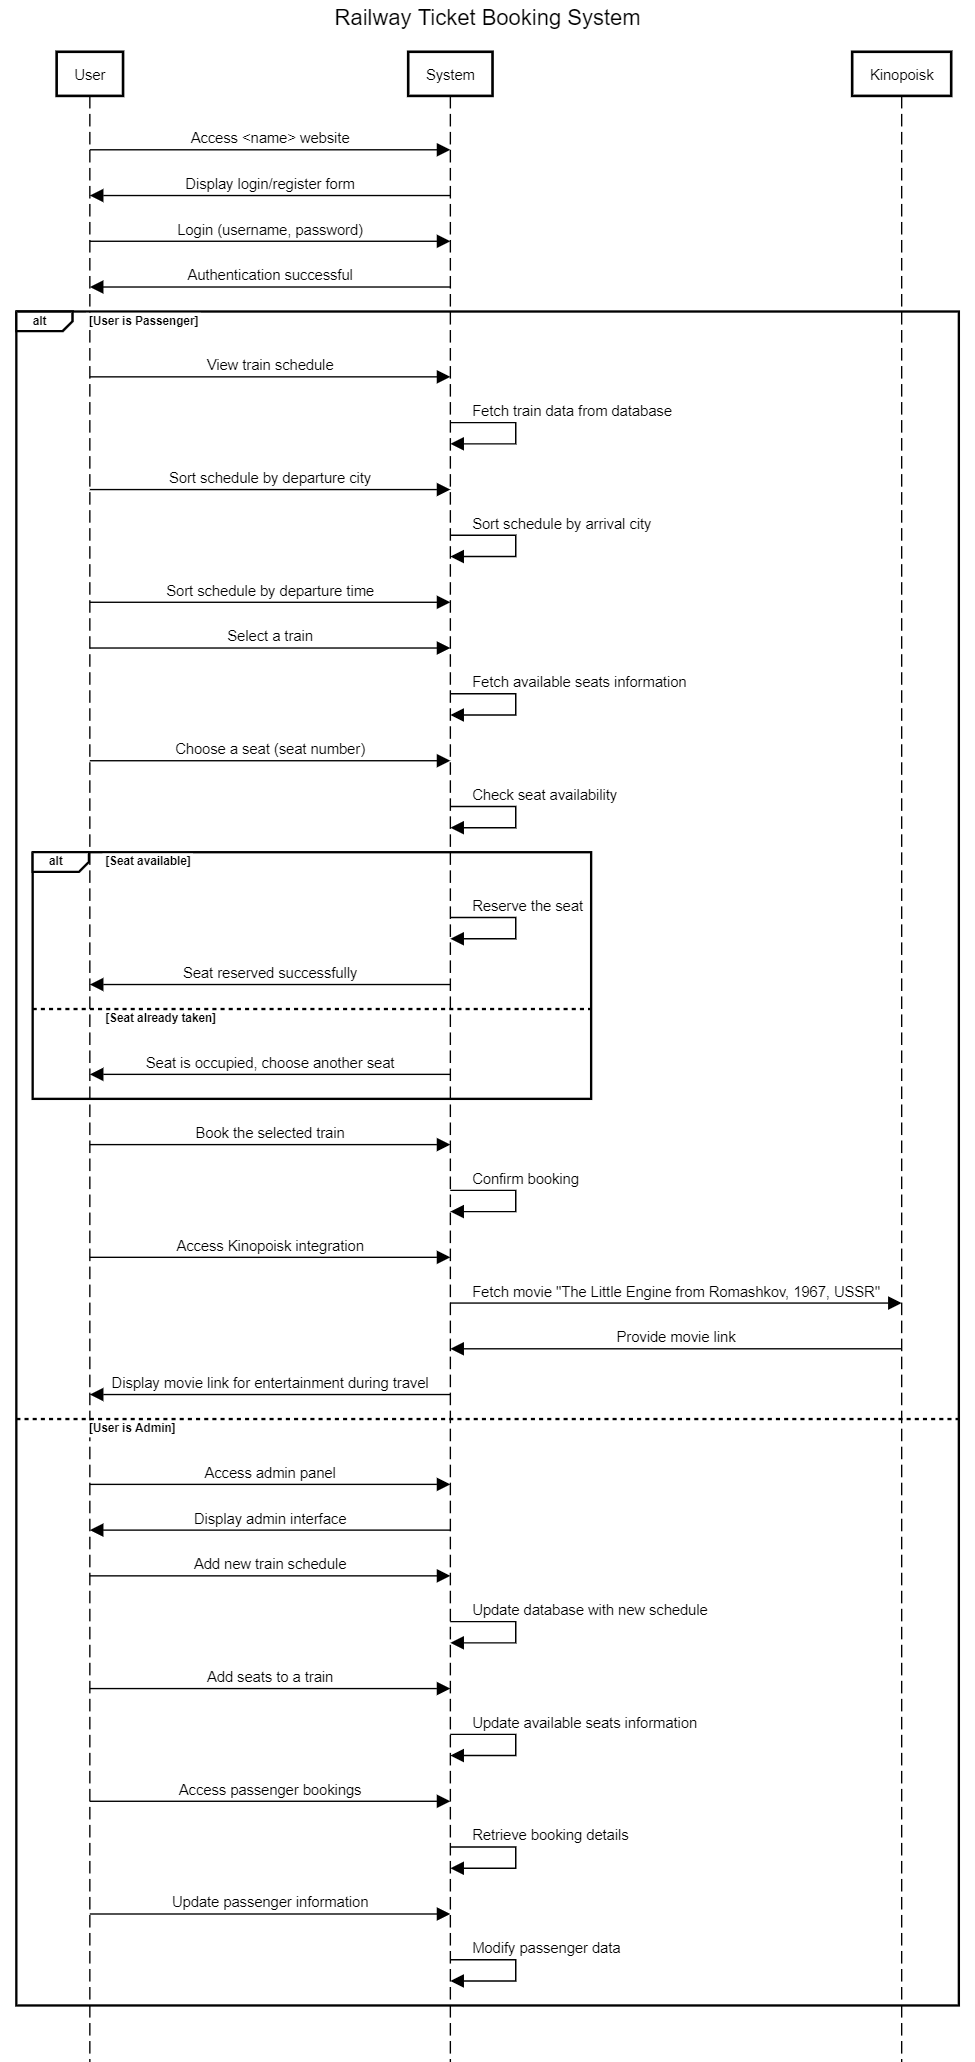 Railway Ticket Booking System
User
System
Kinopoisk
Access <name> website
Display login/register form
Login (username, password)
Authentication successful
alt
[User is Passenger]
View train schedule
Fetch train data from database
Sort schedule by departure city
Sort schedule by arrival city
Sort schedule by departure time
Select a train
Fetch available seats information
Choose a seat (seat number)
Check seat availability
alt
[Seat available]
Reserve the seat
Seat reserved successfully
[Seat already taken]
Seat is occupied, choose another seat
Book the selected train
Confirm booking
Access Kinopoisk integration
Fetch movie "The Little Engine from Romashkov, 1967, USSR"
Provide movie link
Display movie link for entertainment during travel
[User is Admin]
Access admin panel
Display admin interface
Add new train schedule
Update database with new schedule
Add seats to a train
Update available seats information
Access passenger bookings
Retrieve booking details
Update passenger information
Modify passenger data